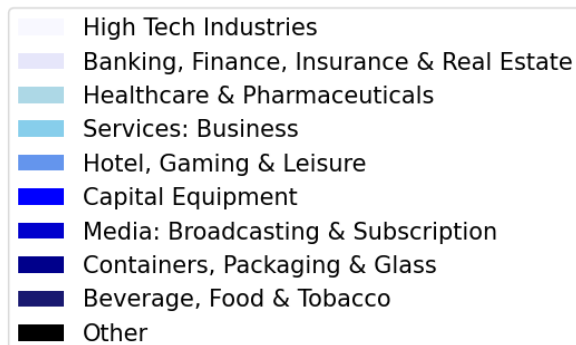 High Tech Industries
Banking, Finance, Insurance & Real Estate
Healthcare & Pharmaceuticals
Services: Business
Hotel, Gaming & Leisure
Capital Equipment
Media: Broadcasting & Subscription
Containers, Packaging & Glass
Beverage, Food & Tobacco
Other